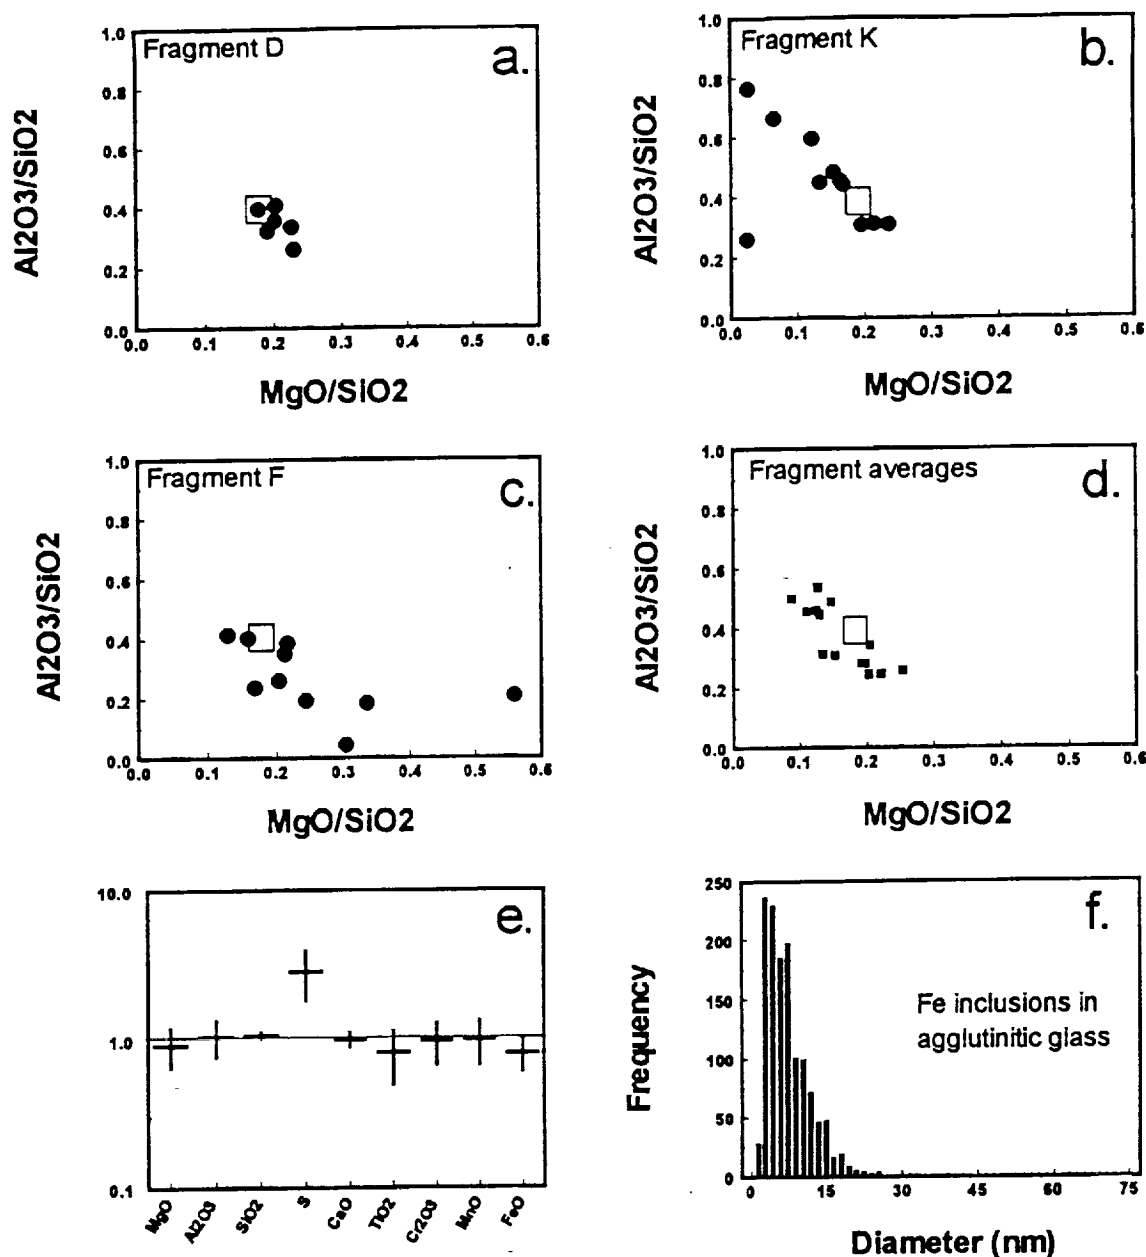 Fragment D
a.
1.0
0.8
0.6
0.4
0.2
0.0
0.0 0.1 0.2 0.3 0.4 0.5 0.6
Al2O3/SiO2
MgO/SiO2
Fragment K
b.
1.0
0.8
0.6
0.4
0.2
0.0
0.0 0.1 0.2 0.3 0.4 0.5 0.6
Al2O3/SiO2
MgO/SiO2
Fragment F
c.
1.0
0.8
0.6
0.4
0.2
0.0
0.0 0.1 0.2 0.3 0.4 0.5 0.6
Al2O3/SiO2
MgO/SiO2
Fragment averages
d.
1.0
0.8
0.6
0.4
0.2
0.0
0.0 0.1 0.2 0.3 0.4 0.5 0.6
Al2O3/SiO2
MgO/SiO2
e.
10.0
1.0
0.1
MgO Al2O3 SiO2 S CaO TiO2 Cr2O3 MnO FeO
f.
250
200
150
100
50
0
Frequency
Fe inclusions in
agglutinitic glass
0 15 30 45 60 75
Diameter (nm)